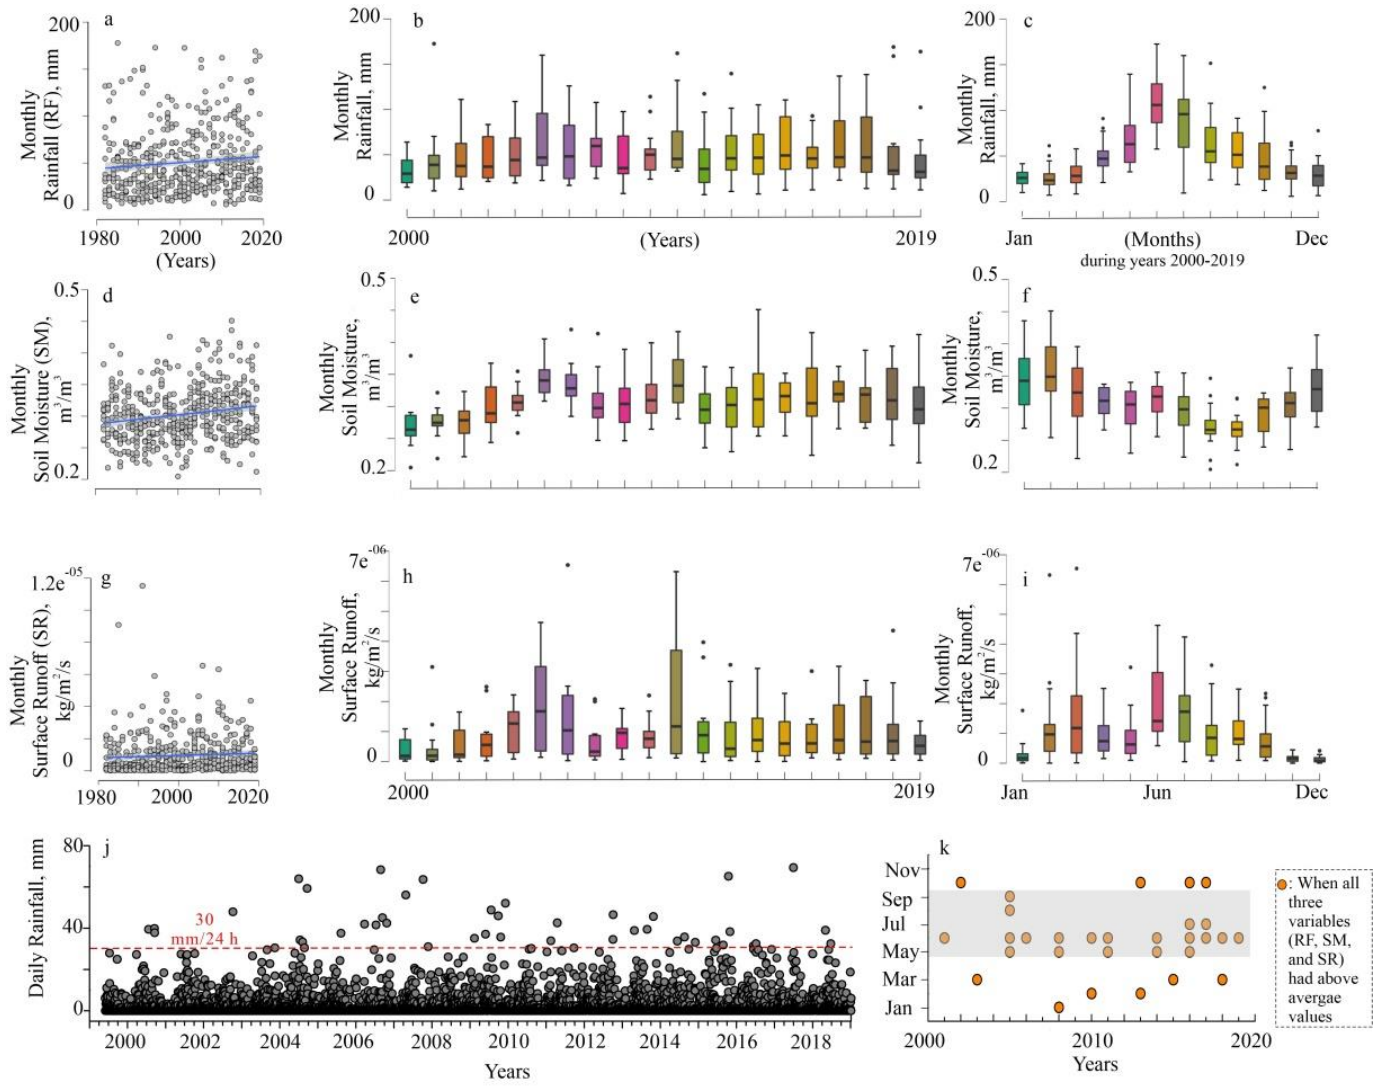 a
200
Monthly
Rainfall (RF), mm
0
1980
2000
2020
(Years)
b
200
Monthly
Rainfall, mm
0
2000
(Years)
2019
c
200
Monthly
Rainfall, mm
0
Jan
(Months)
Dec
during years 2000-2019
d
0.5
Monthly
Soil Moisture (SM),
m³/m³
0.2
e
0.5
Monthly
Soil Moisture,
m³/m³
0.2
f
0.5
Monthly
Soil Moisture,
m³/m³
0.2
g
1.2e-05
Monthly
Surface Runoff (SR),
kg/m²/s
0
1980
2000
2020
h
7e-06
Monthly
Surface Runoff,
kg/m²/s
0
2000
2019
i
7e-06
Monthly
Surface Runoff,
kg/m²/s
0
Jan
Jun
Dec
j
80
40
0
Daily Rainfall, mm
30
mm/24 h
2000
2002
2004
2006
2008
2010
2012
2014
2016
2018
Years
k
Nov
Sep
Jul
May
Mar
Jan
2000
2010
2020
Years
: When all
three
variables
(RF, SM,
and SR)
had above
avergae
values